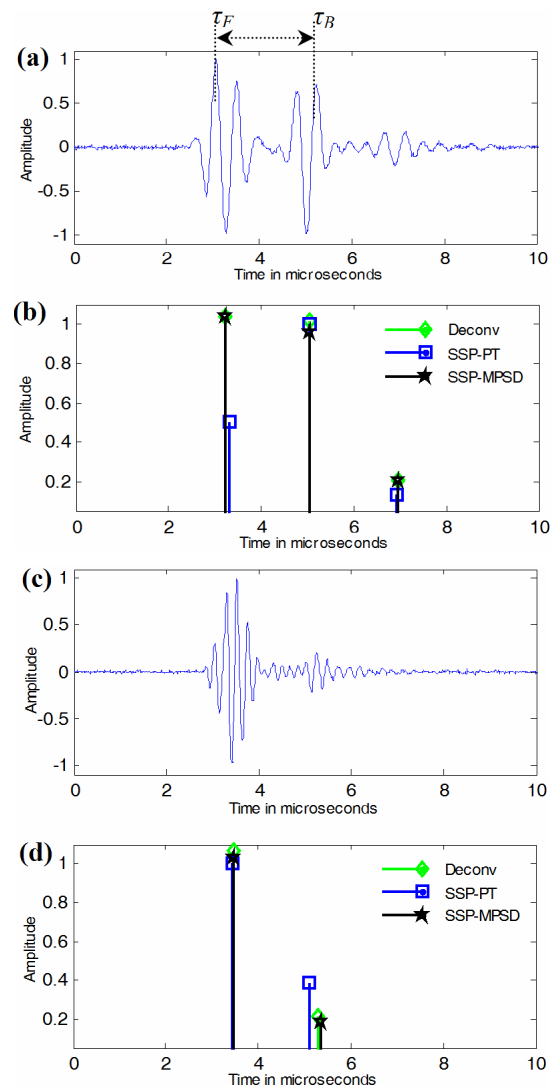 τF τB
(a)
1
0.5
0
-0.5
-1
Amplitude
0 2 4 6 8 10
Time in microseconds
(b)
1
0.8
0.6
0.4
0.2
Amplitude
Deconv
SSP-PT
SSP-MPSD
0 2 4 6 8 10
Time in microseconds
(c)
1
0.5
0
-0.5
-1
Amplitude
0 2 4 6 8 10
Time in microseconds
(d)
1
0.8
0.6
0.4
0.2
Amplitude
Deconv
SSP-PT
SSP-MPSD
0 2 4 6 8 10
Time in microseconds